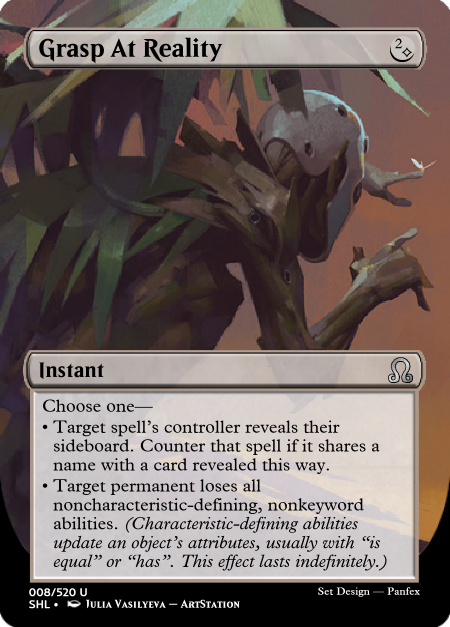 Grasp At Reality
2
Instant
Choose one—
• Target spell's controller reveals their
sideboard. Counter that spell if it shares a
name with a card revealed this way.
• Target permanent loses all
noncharacteristic-defining, nonkeyword
abilities. (Characteristic-defining abilities
update an object's attributes, usually with “is
equal” or “has”. This effect lasts indefinitely.)
008/520 U
Set Design — Panfex
SHL • Julia Vasilyeva — ArtStation